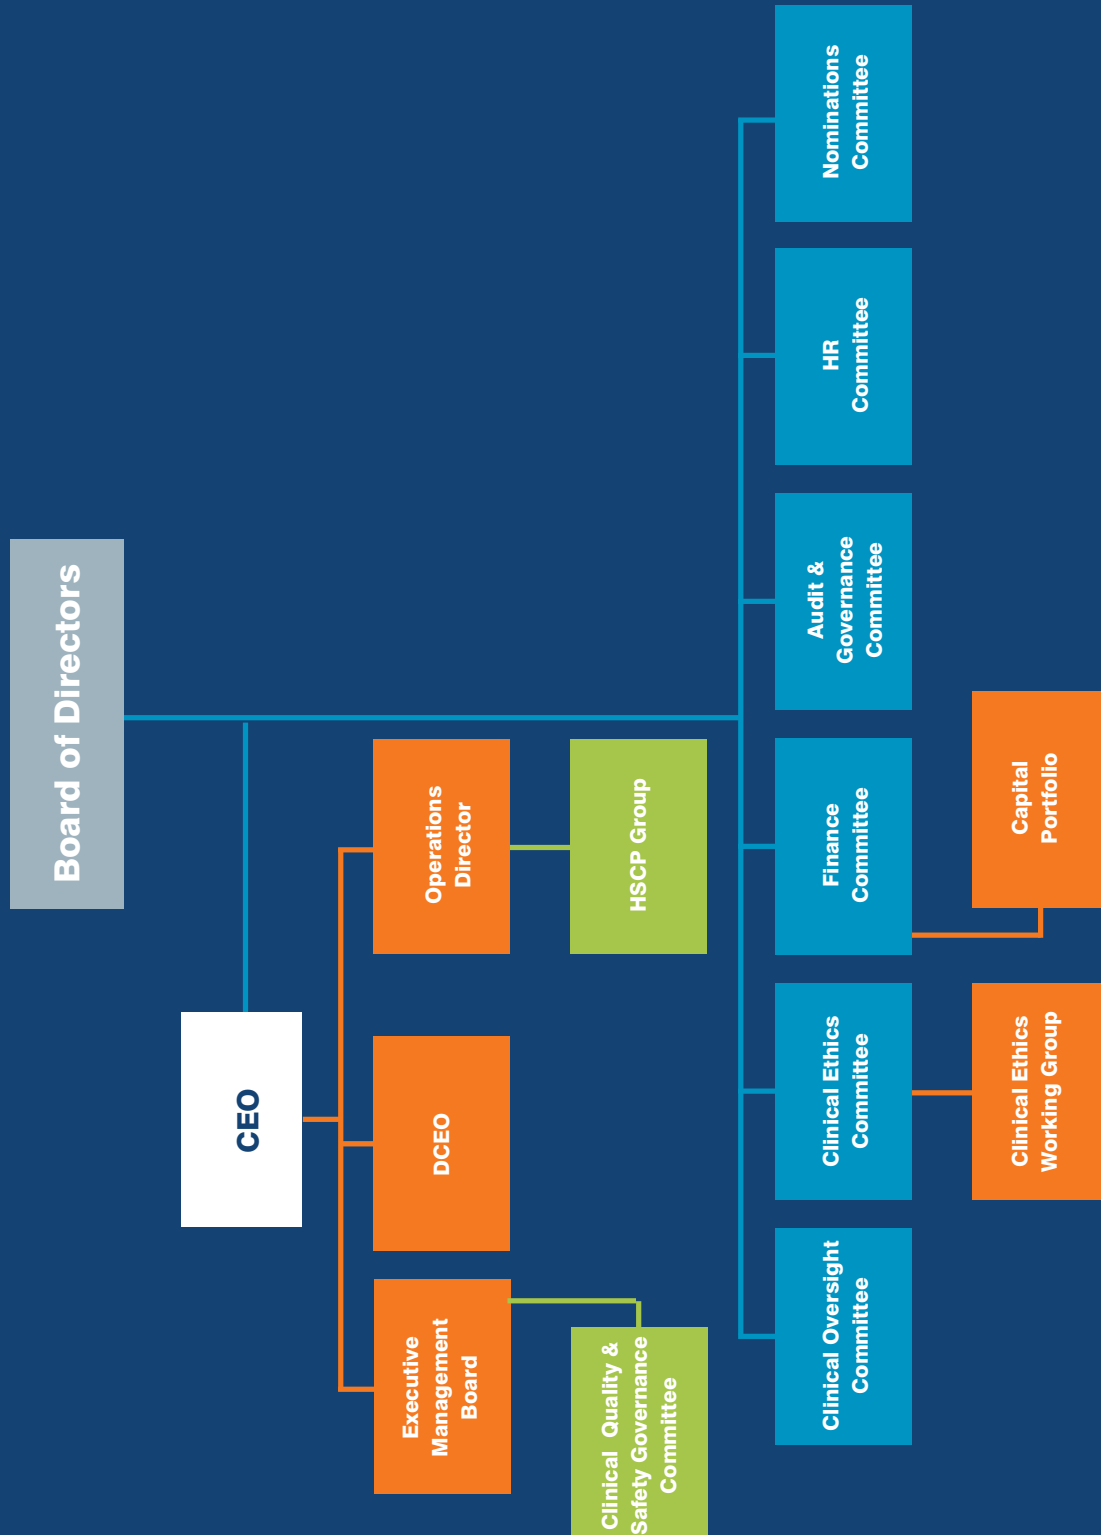 Board of Directors
CEO
Executive
Management
Board
DCEO
Operations
Director
Clinical Quality &
Safety Governance
Committee
HSCP Group
Clinical Oversight
Committee
Clinical Ethics
Committee
Finance
Committee
Audit &
Governance
Committee
HR
Committee
Nominations
Committee
Clinical Ethics
Working Group
Capital
Portfolio